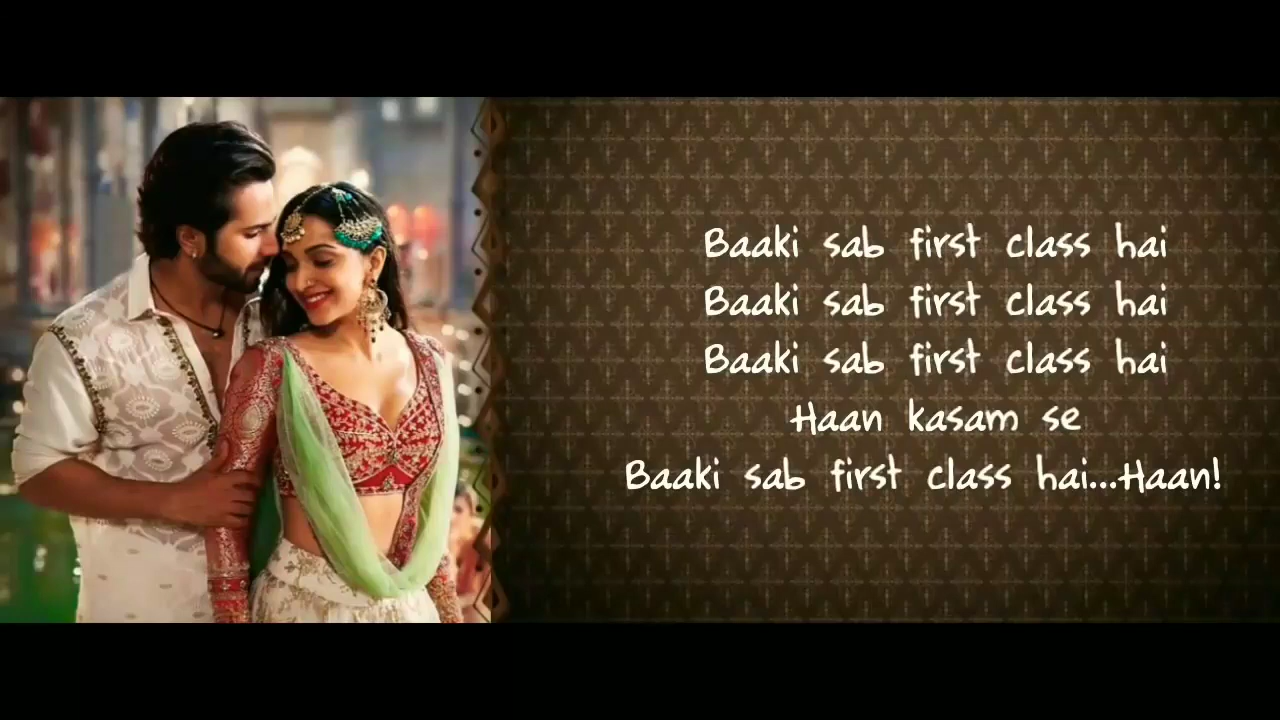 Baaki sab first class hai
Baaki sab first class hai
Baaki sab first class hai
Haan kasam se
Baaki sab first class hai...Haan!